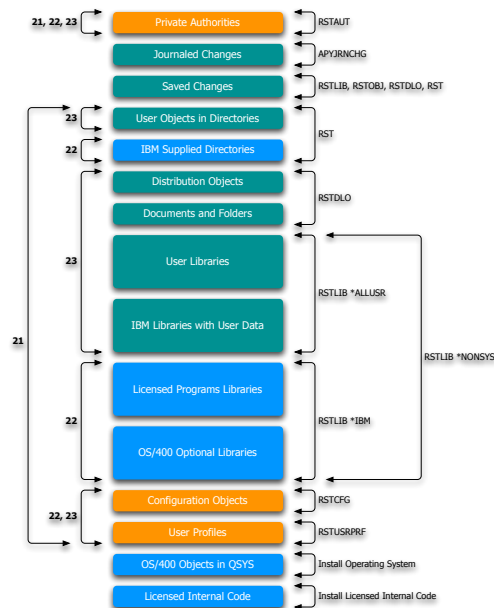 21, 22, 23 Private Authorities RSTAUT
Journaled Changes APYJRNCHG
Saved Changes RSTLIB, RSTOBJ, RSTDLO, RST
23 User Objects in Directories
RST
22 IBM Supplied Directories
Distribution Objects
RSTDLO
Documents and Folders
23 User Libraries
RSTLIB *ALLUSR
IBM Libraries with User Data
21
RSTLIB *NONSYS
Licensed Programs Libraries
22 RSTLIB *IBM
OS/400 Optional Libraries
Configuration Objects RSTCFG
22, 23
User Profiles RSTUSRPRF
OS/400 Objects in QSYS Install Operating System
Licensed Internal Code Install Licensed Internal Code